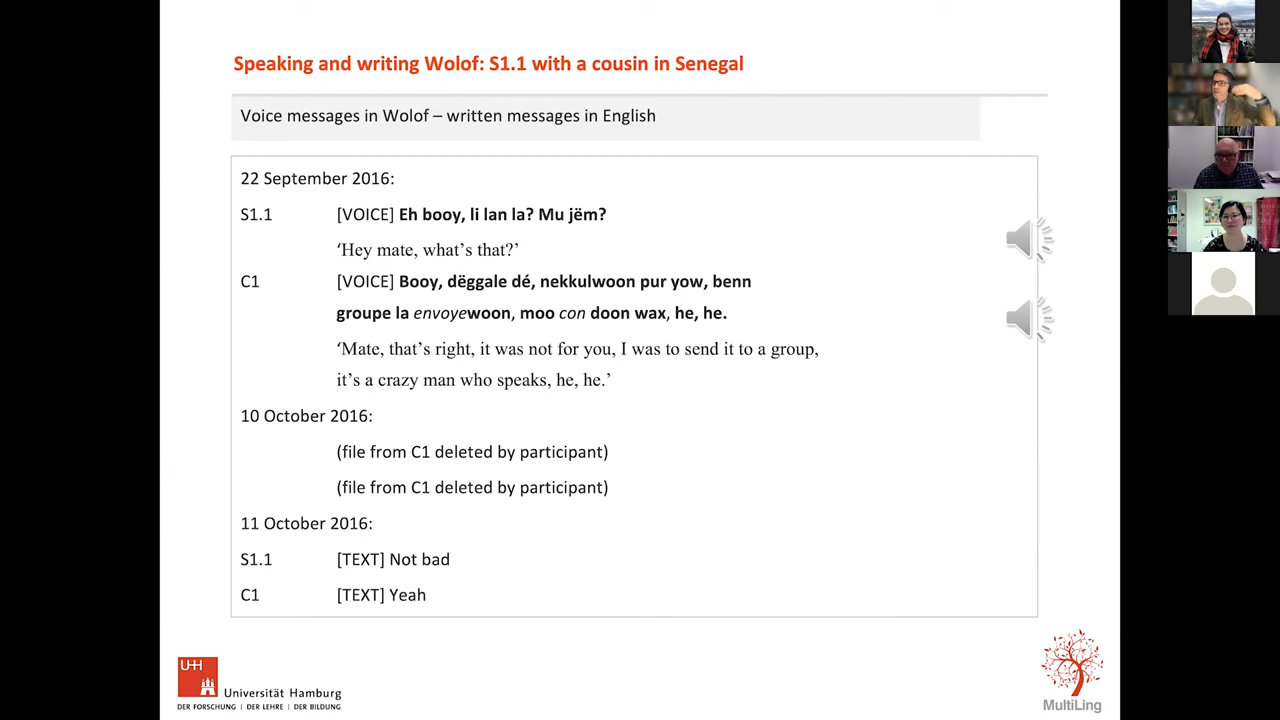 Speaking and writing Wolof: S1.1 with a cousin in Senegal
Voice messages in Wolof – written messages in English
22 September 2016:
S1.1 [VOICE] Eh booy, li lan la? Mu jëm?
‘Hey mate, what’s that?’
C1 [VOICE] Booy, dëggale dé, nekkulwoon pur yow, benn
groupe la envoyewoon, moo con doon wax, he, he.
‘Mate, that’s right, it was not for you, I was to send it to a group,
it’s a crazy man who speaks, he, he.’
10 October 2016:
(file from C1 deleted by participant)
(file from C1 deleted by participant)
11 October 2016:
S1.1 [TEXT] Not bad
C1 [TEXT] Yeah
UH
Universität Hamburg
DER FORSCHUNG | DER LEHRE | DER BILDUNG
MultiLing